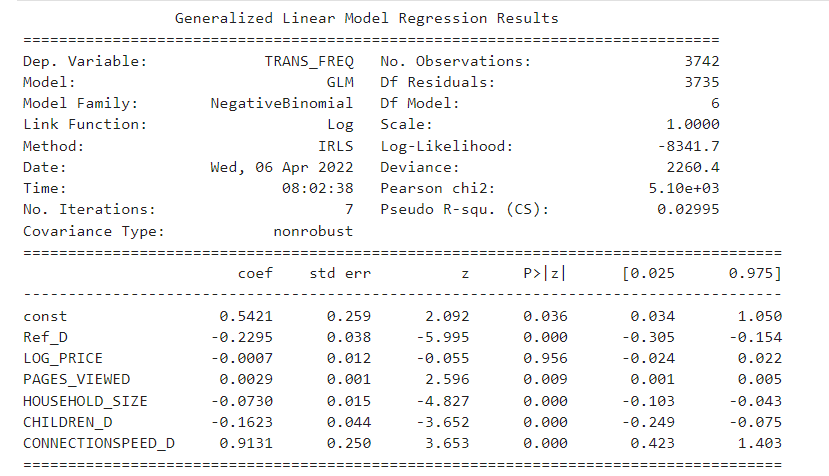 Generalized Linear Model Regression Results
==============================================================================
Dep. Variable: TRANS_FREQ No. Observations: 3742
Model: GLM Df Residuals: 3735
Model Family: NegativeBinomial Df Model: 6
Link Function: Log Scale: 1.0000
Method: IRLS Log-Likelihood: -8341.7
Date: Wed, 06 Apr 2022 Deviance: 2260.4
Time: 08:02:38 Pearson chi2: 5.10e+03
No. Iterations: 7 Pseudo R-squ. (CS): 0.02995
Covariance Type: nonrobust
=====================================================================================
coef std err z P>|z| [0.025 0.975]
-------------------------------------------------------------------------------------
const 0.5421 0.259 2.092 0.036 0.034 1.050
Ref_D -0.2295 0.038 -5.995 0.000 -0.305 -0.154
LOG_PRICE -0.0007 0.012 -0.055 0.956 -0.024 0.022
PAGES_VIEWED 0.0029 0.001 2.596 0.009 0.001 0.005
HOUSEHOLD_SIZE -0.0730 0.015 -4.827 0.000 -0.103 -0.043
CHILDREN_D -0.1623 0.044 -3.652 0.000 -0.249 -0.075
CONNECTIONSPEED_D 0.9131 0.250 3.653 0.000 0.423 1.403
=====================================================================================